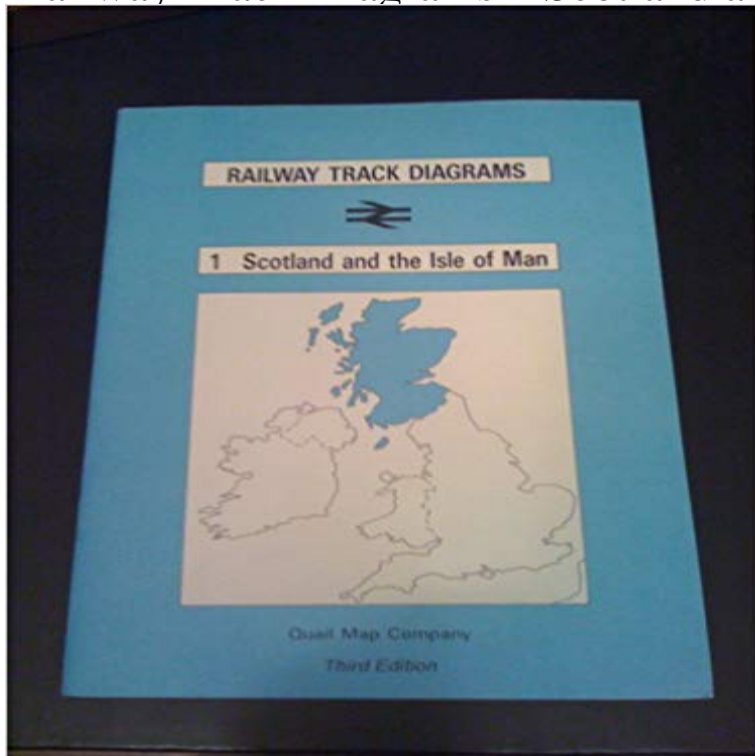 RAILWAY TRACK DIAGRAMS
1 Scotland and the Isle of Man
Quail Map Company
Third Edition